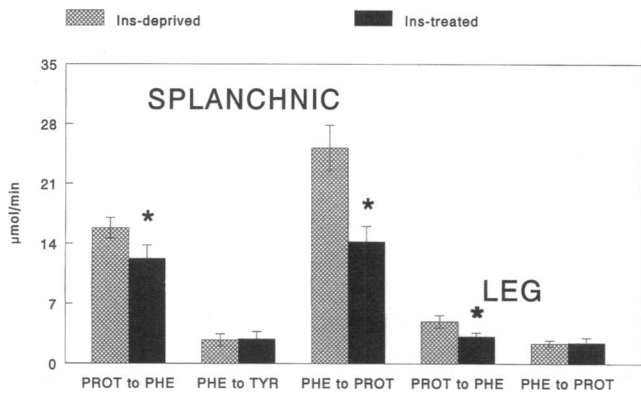 Ins-deprived Ins-treated
35
SPLANCHNIC
28
21
*
*
14
LEG
7
*
0
μmol/min
PROT to PHE PHE to TYR PHE to PROT PROT to PHE PHE to PROT